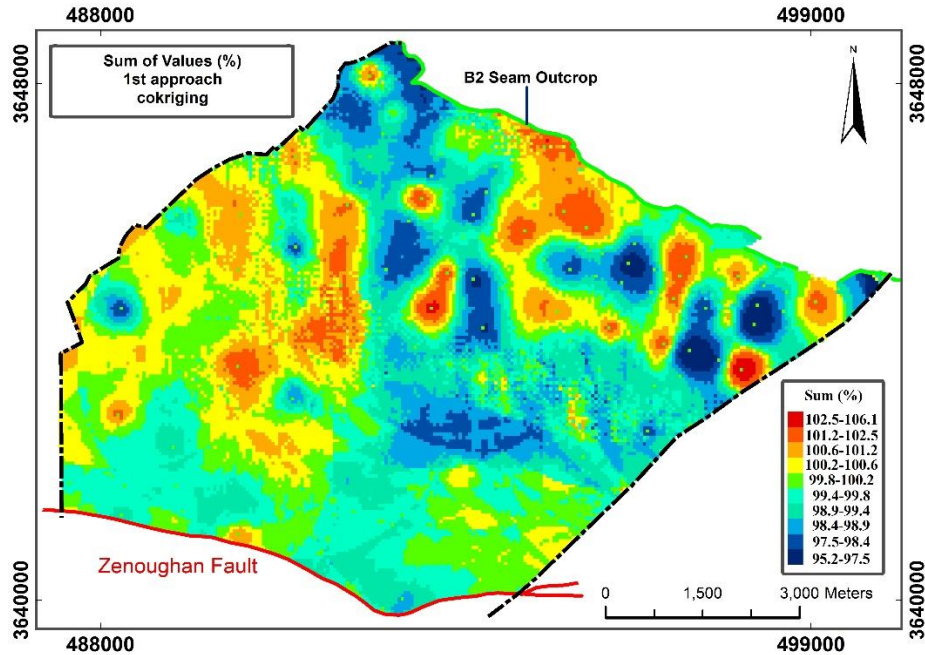 488000
499000
Sum of Values (%)
1st approach
cokriging
B2 Seam Outcrop
N
3648000
3648000
Sum (%)
102.5-106.1
101.2-102.5
100.6-101.2
100.2-100.6
99.8-100.2
99.4-99.8
98.9-99.4
98.4-98.9
97.5-98.4
95.2-97.5
Zenoughan Fault
0 1,500 3,000 Meters
3640000
3640000
488000
499000